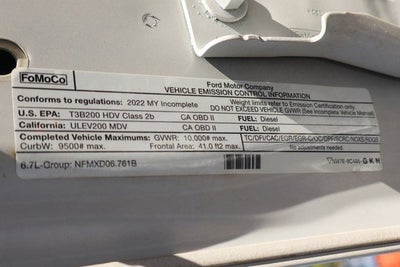 FoMoCo
Ford Motor Company
VEHICLE EMISSION CONTROL INFORMATION
Conforms to regulations: 2022 MY Incomplete
Weight limits refer to Emission Certification only.
DO NOT EXCEED VEHICLE GVWR (See Incomplete Vehicle Manual)
U.S. EPA: T3B200 HDV Class 2b CA OBD II FUEL: Diesel
California: ULEV200 MDV CA OBD II FUEL: Diesel
Completed Vehicle Maximums: GVWR: 10,000# max.
CurbW: 9500# max. Frontal Area: 41.0 ft2 max.
No adjustments needed.
6.7L-Group: NFMXD06.761B
GKN